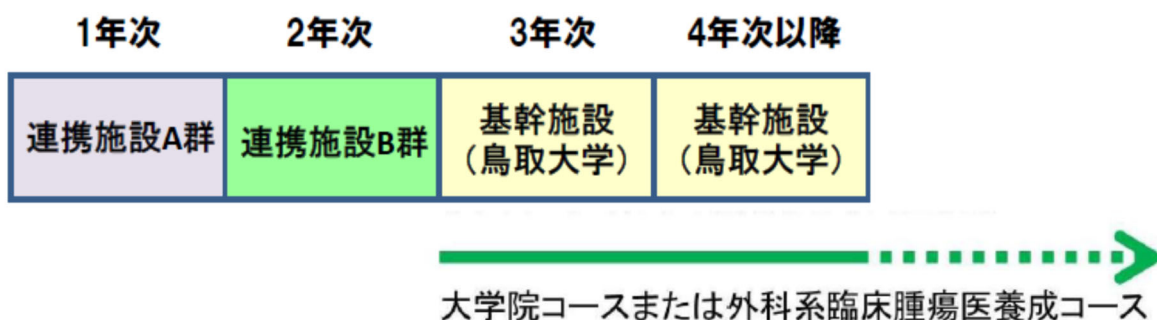 1年次 2年次 3年次 4年次以降
連携施設A群 連携施設B群 基幹施設 基幹施設
(鳥取大学) (鳥取大学)
大学院コースまたは外科系臨床腫瘍医養成コース